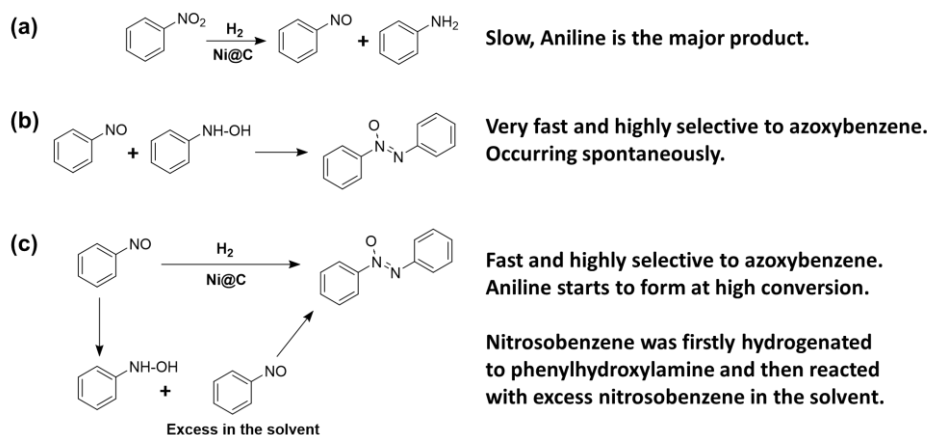 (a)
NO2
H2
Ni@C
NO
+
NH2
Slow, Aniline is the major product.
(b)
NO
+
NH-OH
O
N=N
Very fast and highly selective to azoxybenzene.
Occurring spontaneously.
(c)
NO
H2
Ni@C
O
N=N
Fast and highly selective to azoxybenzene.
Aniline starts to form at high conversion.
NH-OH
+
NO
Excess in the solvent
Nitrosobenzene was firstly hydrogenated
to phenylhydroxylamine and then reacted
with excess nitrosobenzene in the solvent.